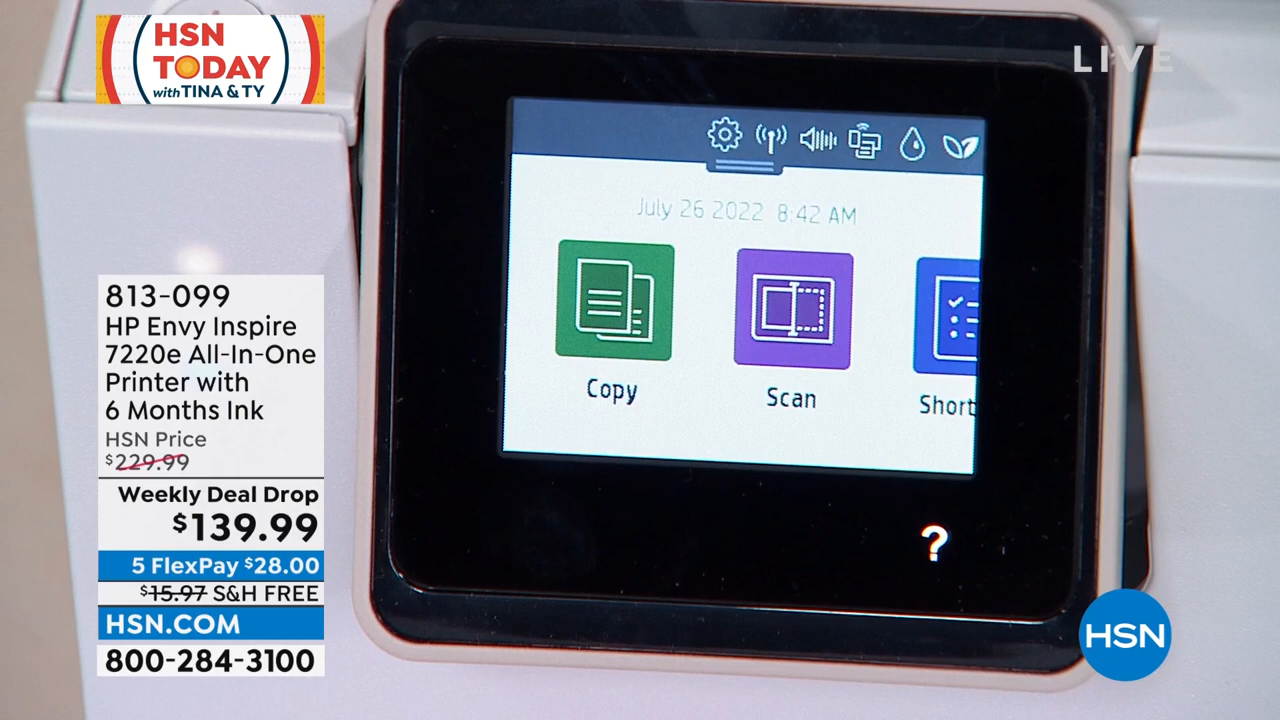 HSN
TODAY
with TINA & TY
LIVE
July 26 2022 8:42 AM
Copy
Scan
Short
?
813-099
HP Envy Inspire
7220e All-In-One
Printer with
6 Months Ink
HSN Price
$229.99
Weekly Deal Drop
$139.99
5 FlexPay $28.00
$15.97 S&H FREE
HSN.COM
800-284-3100
HSN